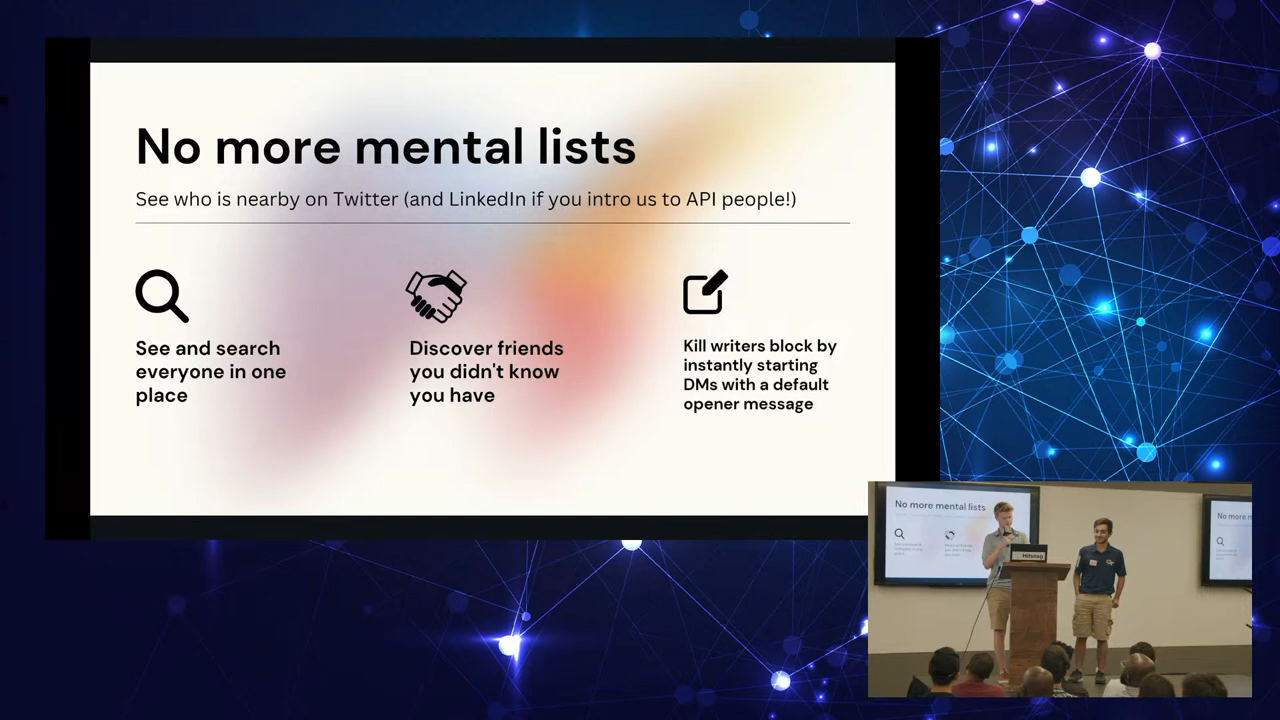 No more mental lists
See who is nearby on Twitter (and LinkedIn if you intro us to API people!)
See and search
everyone in one
place
Discover friends
you didn't know
you have
Kill writers block by
instantly starting
DMs with a default
opener message
No more mental lists
No more m